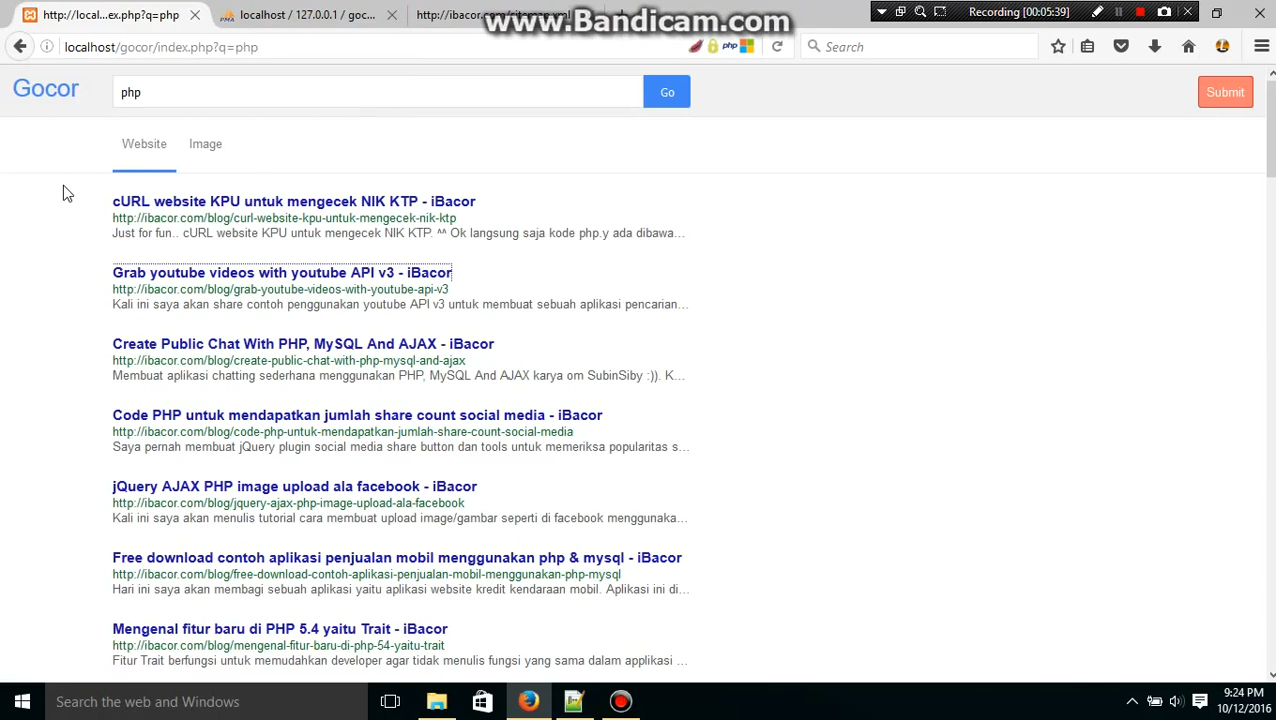 http://loc...ex.php?q=php
localhost / 127.0.0.1 / goc...
www.Bandicam.com
Recording [00:05:39]
localhost/gocor/index.php?q=php
php
Search
Gocor
php
Go
Submit
Website
Image
cURL website KPU untuk mengecek NIK KTP - iBacor
http://ibacor.com/blog/curl-website-kpu-untuk-mengecek-nik-ktp
Just for fun.. cURL website KPU untuk mengecek NIK KTP. ^^ Ok langsung saja kode php.y ada dibawa...
Grab youtube videos with youtube API v3 - iBacor
http://ibacor.com/blog/grab-youtube-videos-with-youtube-api-v3
Kali ini saya akan share contoh penggunakan youtube API v3 untuk membuat sebuah aplikasi pencarian...
Create Public Chat With PHP, MySQL And AJAX - iBacor
http://ibacor.com/blog/create-public-chat-with-php-mysql-and-ajax
Membuat aplikasi chatting sederhana menggunakan PHP, MySQL And AJAX karya om SubinSiby :)). K...
Code PHP untuk mendapatkan jumlah share count social media - iBacor
http://ibacor.com/blog/code-php-untuk-mendapatkan-jumlah-share-count-social-media
Saya pernah membuat jQuery plugin social media share button dan tools untuk memeriksa popularitas s...
jQuery AJAX PHP image upload ala facebook - iBacor
http://ibacor.com/blog/jquery-ajax-php-image-upload-ala-facebook
Kali ini saya akan menulis tutorial cara membuat upload image/gambar seperti di facebook menggunaka...
Free download contoh aplikasi penjualan mobil menggunakan php & mysql - iBacor
http://ibacor.com/blog/free-download-contoh-aplikasi-penjualan-mobil-menggunakan-php-mysql
Hari ini saya akan membagi sebuah aplikasi yaitu aplikasi website kredit kendaraan mobil. Aplikasi ini di...
Mengenal fitur baru di PHP 5.4 yaitu Trait - iBacor
http://ibacor.com/blog/mengenal-fitur-baru-di-php-54-yaitu-trait
Fitur Trait berfungsi untuk memudahkan developer agar tidak menulis fungsi yang sama dalam applikasi ...
Search the web and Windows
9:24 PM
10/12/2016